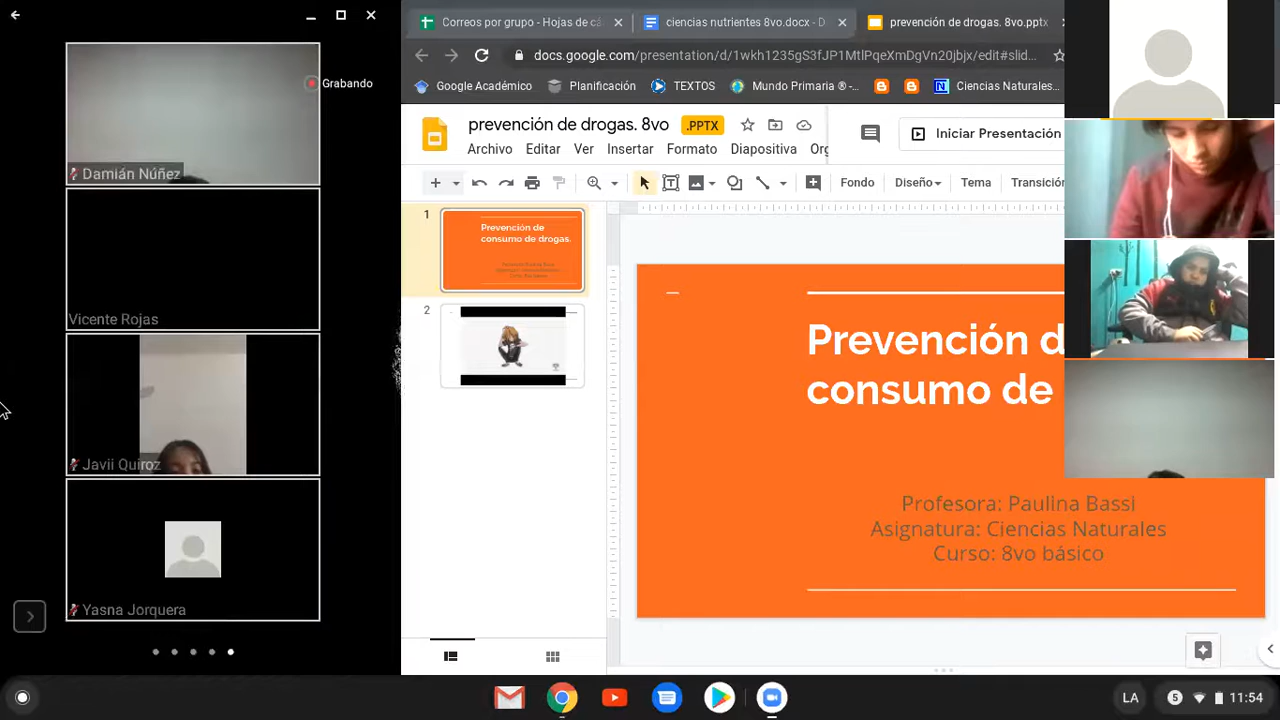 Grabando
Damián Núñez
Vicente Rojas
Javii Quiroz
Yasna Jorquera
Correos por grupo - Hojas de cá
ciencias nutrientes 8vo.docx - D
prevención de drogas. 8vo.pptx
docs.google.com/presentation/d/1wkh1235gS3fJP1MtlPqeXmDgVn20jbjx/edit#slid...
Google Académico
Planificación
TEXTOS
Mundo Primaria ® -...
Ciencias Naturales...
prevención de drogas. 8vo
.PPTX
Archivo Editar Ver Insertar Formato Diapositiva Org
Iniciar Presentación
Fondo Diseño Tema Transición
1
Prevención de
consumo de drogas.
2
Prevención d
consumo de
Profesora: Paulina Bassi
Asignatura: Ciencias Naturales
Curso: 8vo básico
LA
5
11:54